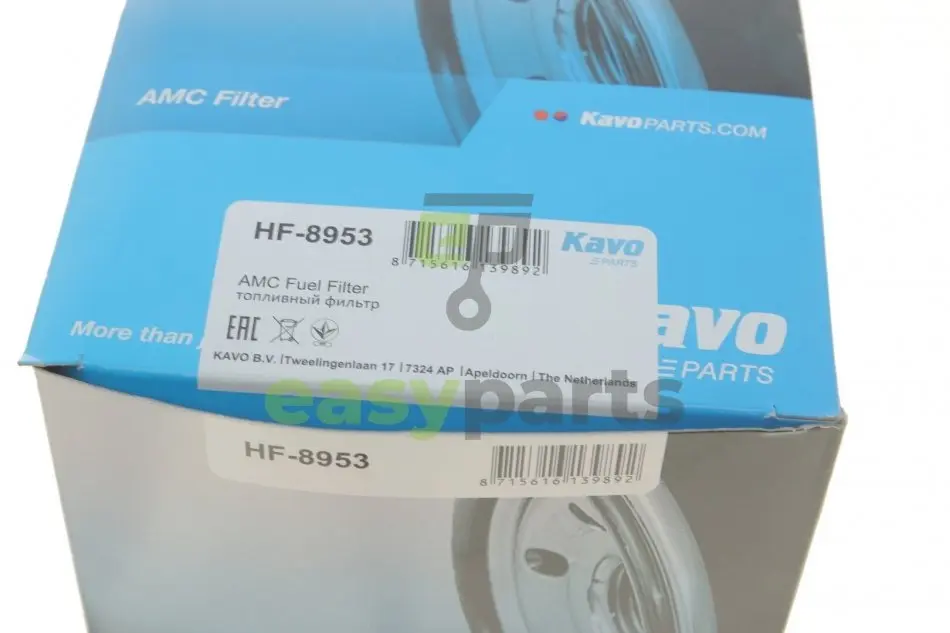 AMC Filter
KavoPARTS.COM
HF-8953
8 715616 139892
Kavo
PARTS
AMC Fuel Filter
топливный фильтр
EAC
KAVO B.V. | Tweelingenlaan 17 | 7324 AP | Apeldoorn | The Netherlands
More than
Kavo
PARTS
easyparts
HF-8953
8 715616 139892